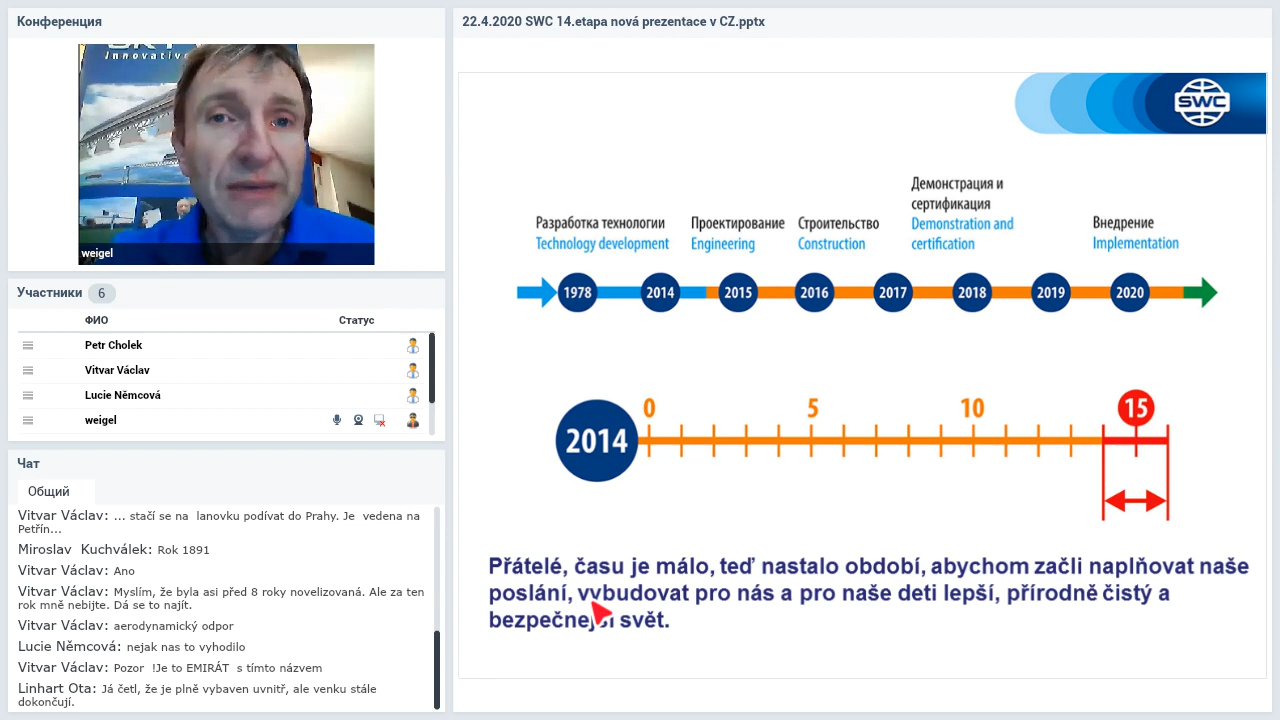 Конференция
SKYWAY
Innovative
weigel
Участники 6
ФИО Статус
Petr Cholek
Vitvar Václav
Lucie Němcová
weigel
Чат
Общий
Vitvar Václav: ... stačí se na lanovku podívat do Prahy. Je vedena na
Petřín...
Miroslav Kuchválek: Rok 1891
Vitvar Václav: Ano
Vitvar Václav: Myslím, že byla asi před 8 roky novelizovaná. Ale za ten
rok mně nebijte. Dá se to najít.
Vitvar Václav: aerodynamický odpor
Lucie Němcová: nejak nas to vyhodilo
Vitvar Václav: Pozor !Je to EMIRÁT s tímto názvem
Linhart Ota: Já četl, že je plně vybaven uvnitř, ale venku stále
dokončují.
22.4.2020 SWC 14.etapa nová prezentace v CZ.pptx
SWC
Разработка технологии
Technology development
Проектирование
Engineering
Строительство
Construction
Демонстрация и
сертификация
Demonstration and
certification
Внедрение
Implementation
1978 2014 2015 2016 2017 2018 2019 2020
0 5 10 15
2014
Přátelé, času je málo, teď nastalo období, abychom začli naplňovat naše
poslání, vybudovat pro nás a pro naše deti lepší, přírodně čistý a
bezpečnejší svět.